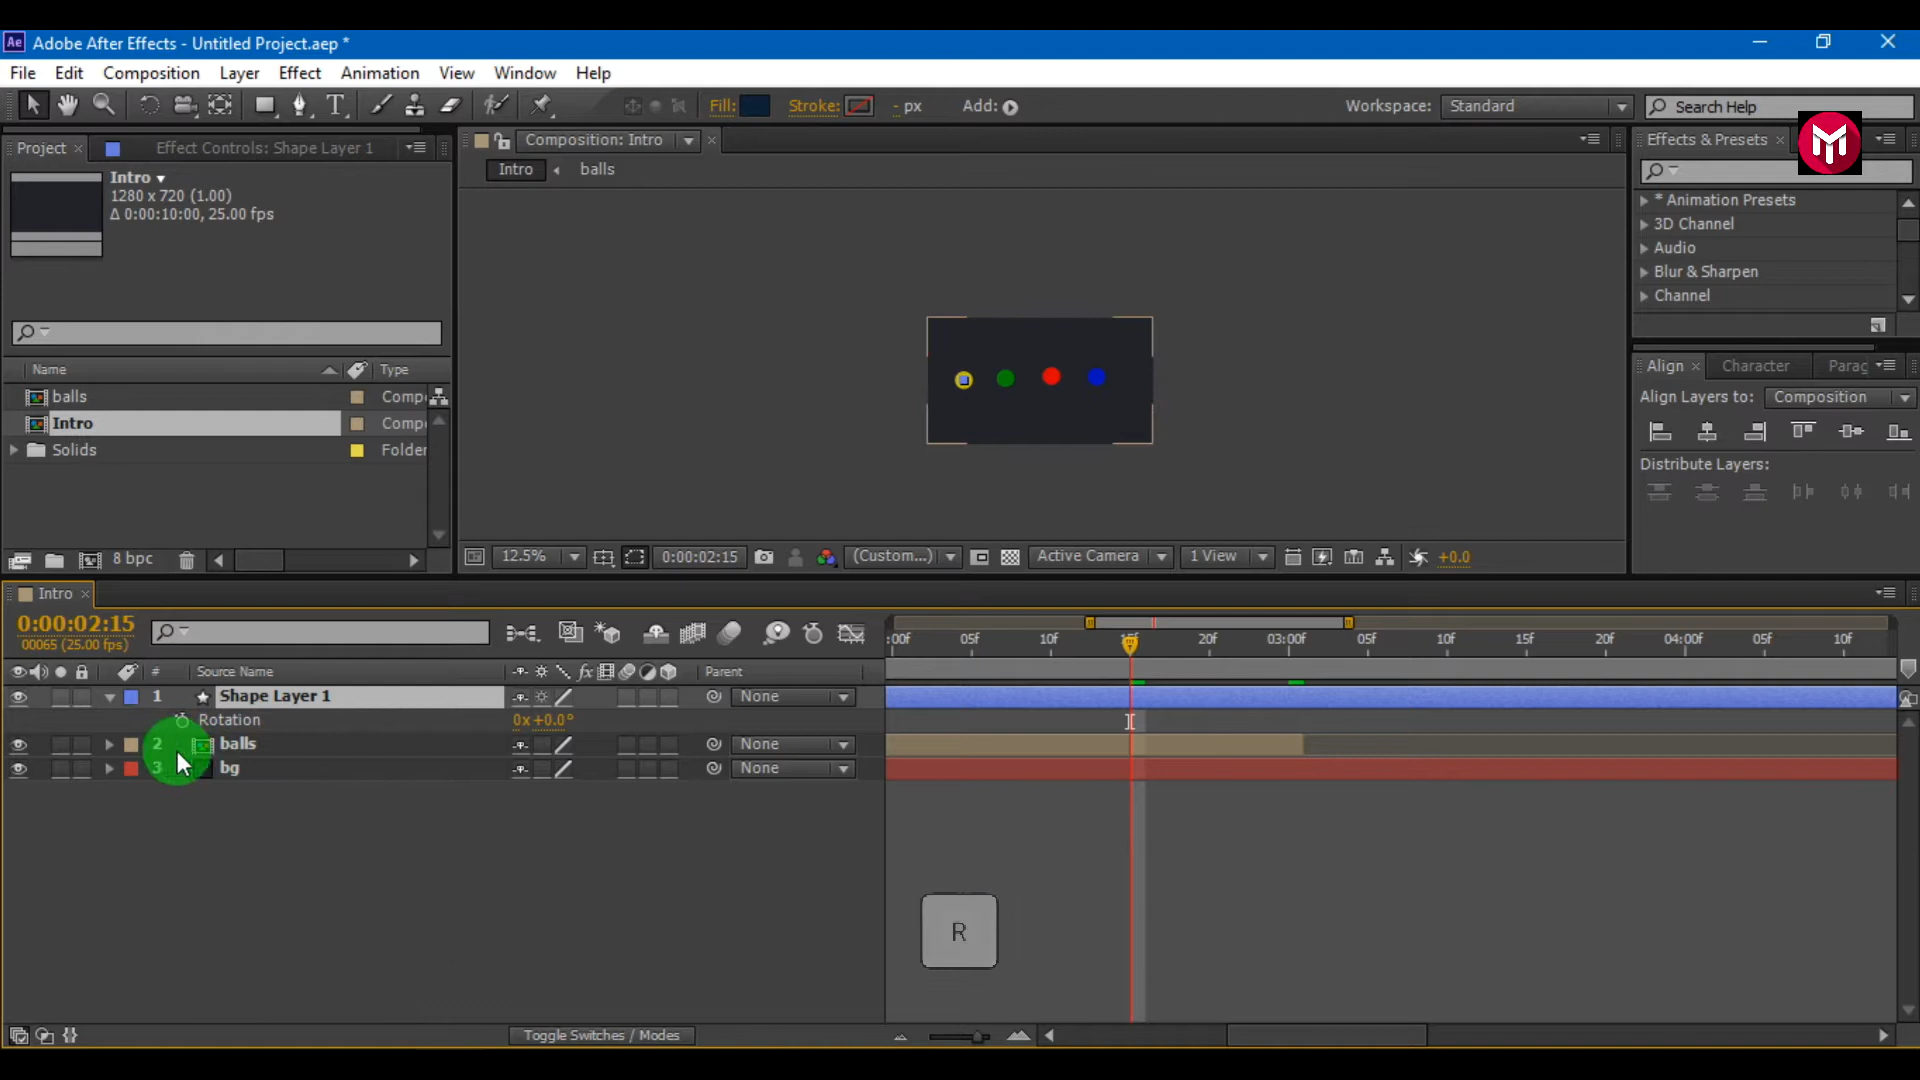 Ae Adobe After Effects - Untitled Project.aep *
File Edit Composition Layer Effect Animation View Window Help
Fill: Stroke: - px Add: Workspace: Standard Search Help
Project × Effect Controls: Shape Layer 1
Composition: Intro ×
Effects & Presets ×
Intro balls
Intro
1280 x 720 (1.00)
Δ 0:00:10:00, 25.00 fps
* Animation Presets
3D Channel
Audio
Blur & Sharpen
Channel
Name Type
balls Comp
Intro Comp
Solids Folder
8 bpc
Align × Character Parag
Align Layers to: Composition
Distribute Layers:
12.5% 0:00:02:15 (Custom...) Active Camera 1 View +0.0
Intro ×
0:00:02:15
00065 (25.00 fps)
:00f 05f 10f 15f 20f 03:00f 05f 10f 15f 20f 04:00f 05f 10f
# Source Name fx Parent
1 Shape Layer 1 None
Rotation 0x+0.0°
2 balls None
3 bg None
R
Toggle Switches / Modes